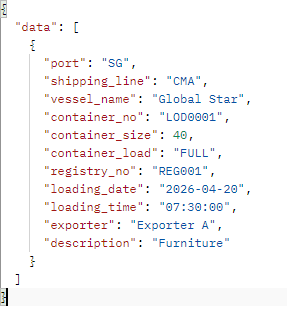 {
  "data": [
    {
      "port": "SG",
      "shipping_line": "CMA",
      "vessel_name": "Global Star",
      "container_no": "LOD0001",
      "container_size": 40,
      "container_load": "FULL",
      "registry_no": "REG001",
      "loading_date": "2026-04-20",
      "loading_time": "07:30:00",
      "exporter": "Exporter A",
      "description": "Furniture"
    }
  ]
}